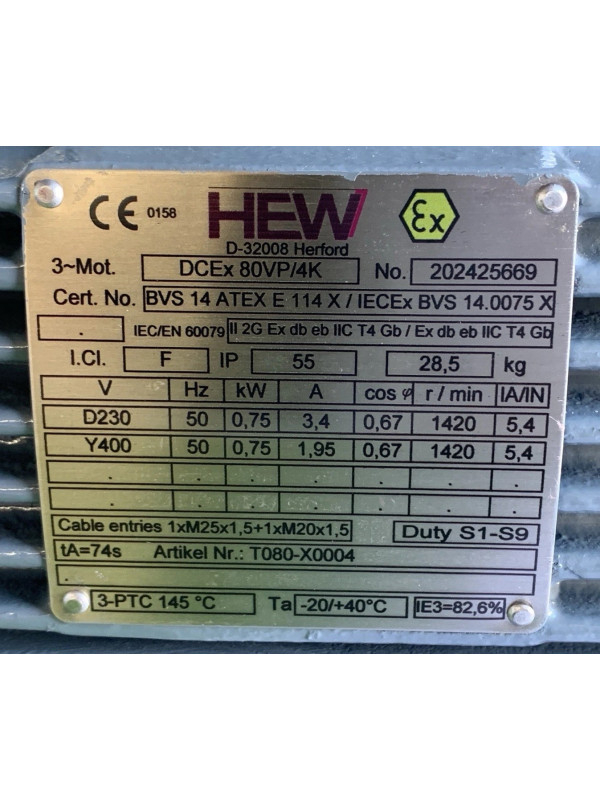 CE 0158 HEW Ex
D-32008 Herford
3~Mot. DCEx 80VP/4K No. 202425669
Cert. No. BVS 14 ATEX E 114 X / IECEx BVS 14.0075 X
. IEC/EN 60079 II 2G Ex db eb IIC T4 Gb / Ex db eb IIC T4 Gb
I.Cl. F IP 55 28,5 kg
V Hz kW A cos φ r / min IA/IN
D230 50 0,75 3,4 0,67 1420 5,4
Y400 50 0,75 1,95 0,67 1420 5,4
. . . . . . .
. . . . . . .
Cable entries 1xM25x1,5+1xM20x1,5 Duty S1-S9
tA=74s Artikel Nr.: T080-X0004
.
3-PTC 145 °C Ta -20/+40°C IE3=82,6%